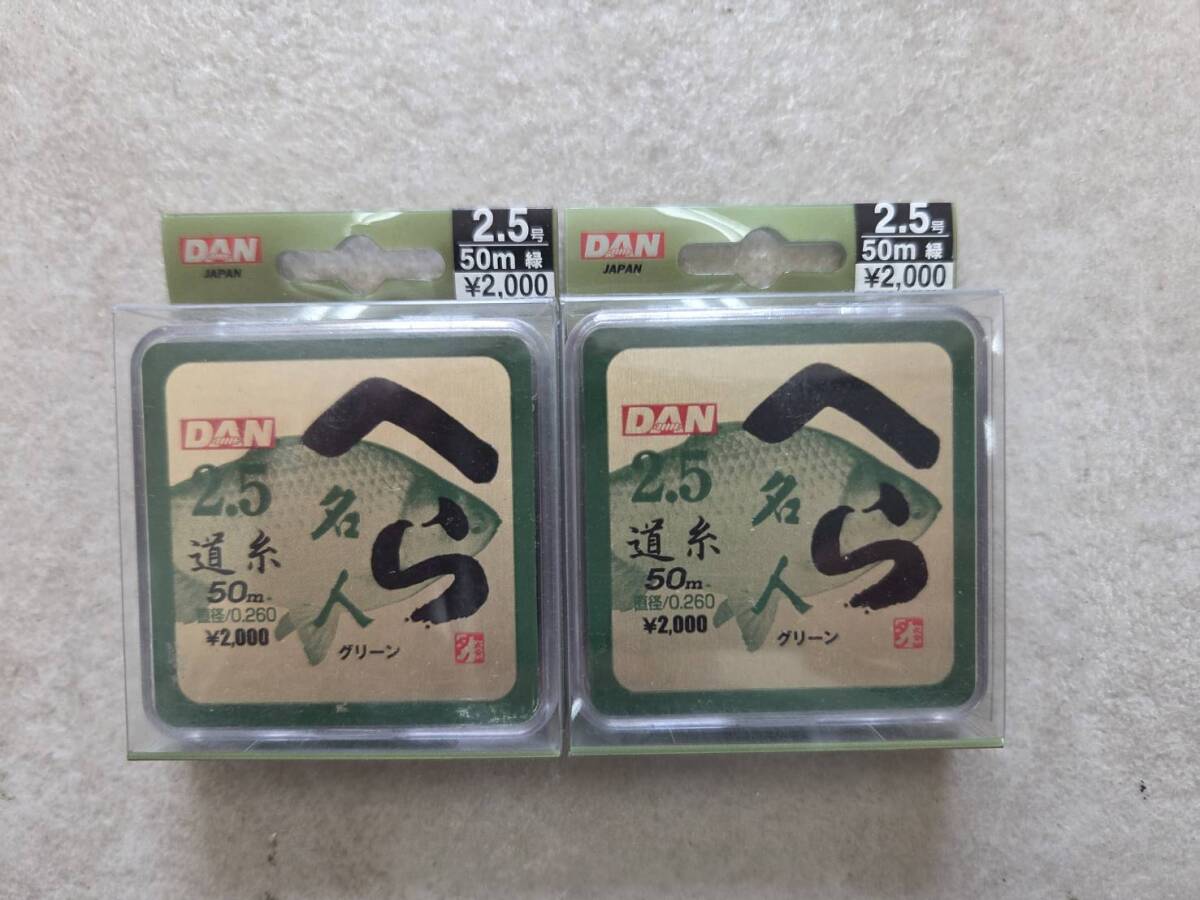 DAN
JAPAN
2.5号
50m 緑
¥2,000
DAN
へら
名人
2.5
道糸
50m
直径/0.260
¥2,000
グリーン
DAN
JAPAN
2.5号
50m 緑
¥2,000
DAN
へら
名人
2.5
道糸
50m
直径/0.260
¥2,000
グリーン